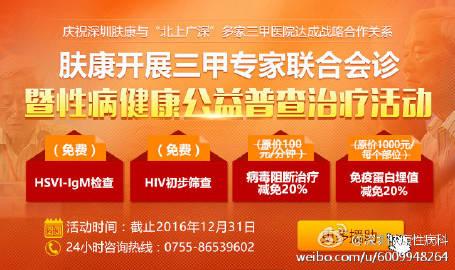 庆祝深圳肤康与“北上广深”多家三甲医院达成战略合作关系
肤康开展三甲专家联合会诊
暨性病健康公益普查治疗活动
（免费）
HSVI-IgM检查
（免费）
HIV初步筛查
（原价100
元/分钟）
病毒阻断治疗
减免20%
（原价1000元/
每个部位）
免疫蛋白埋值
减免20%
活动时间：截止2016年12月31日
24小时咨询热线：0755-86539602
weibo.com/u/6009948264